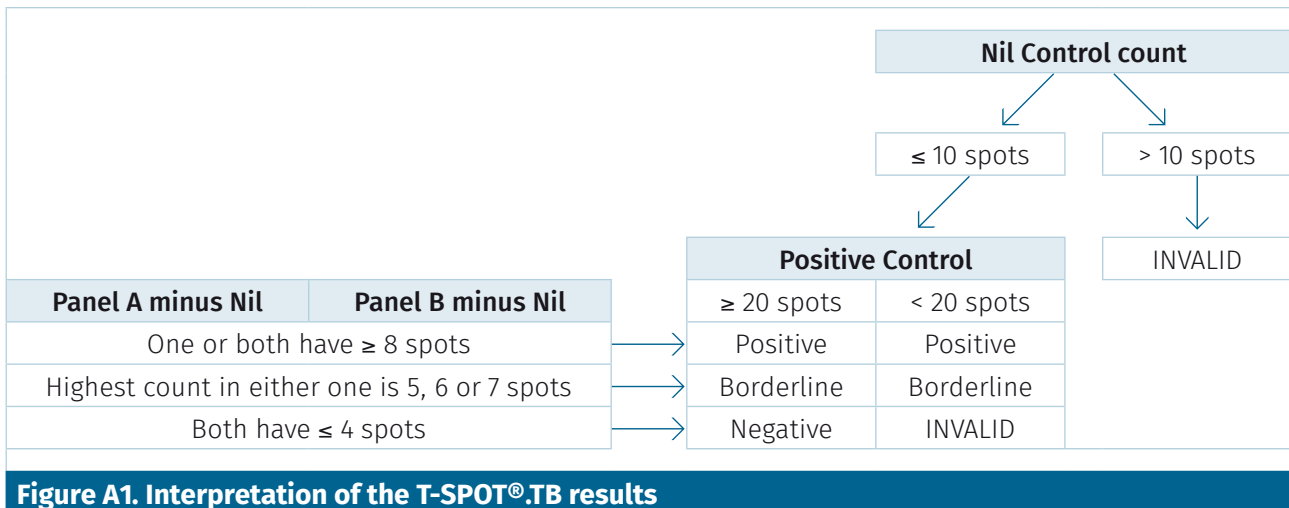 Nil Control count
≤ 10 spots > 10 spots
Positive Control INVALID
Panel A minus Nil Panel B minus Nil ≥ 20 spots < 20 spots
One or both have ≥ 8 spots Positive Positive
Highest count in either one is 5, 6 or 7 spots Borderline Borderline
Both have ≤ 4 spots Negative INVALID
Figure A1. Interpretation of the T-SPOT®.TB results